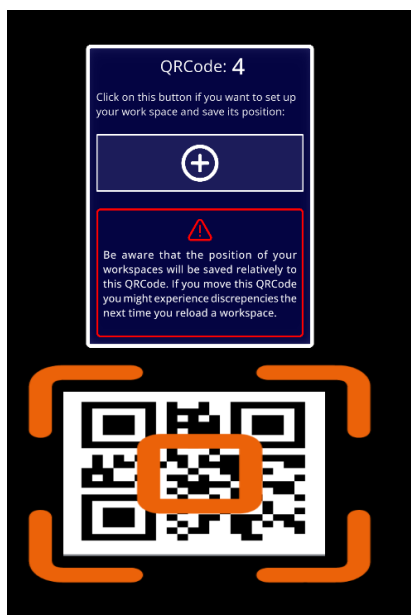 QRCode: 4
Click on this button if you want to set up
your work space and save its position:
Be aware that the position of your
workspaces will be saved relatively to
this QRCode. If you move this QRCode
you might experience discrepencies the
next time you reload a workspace.